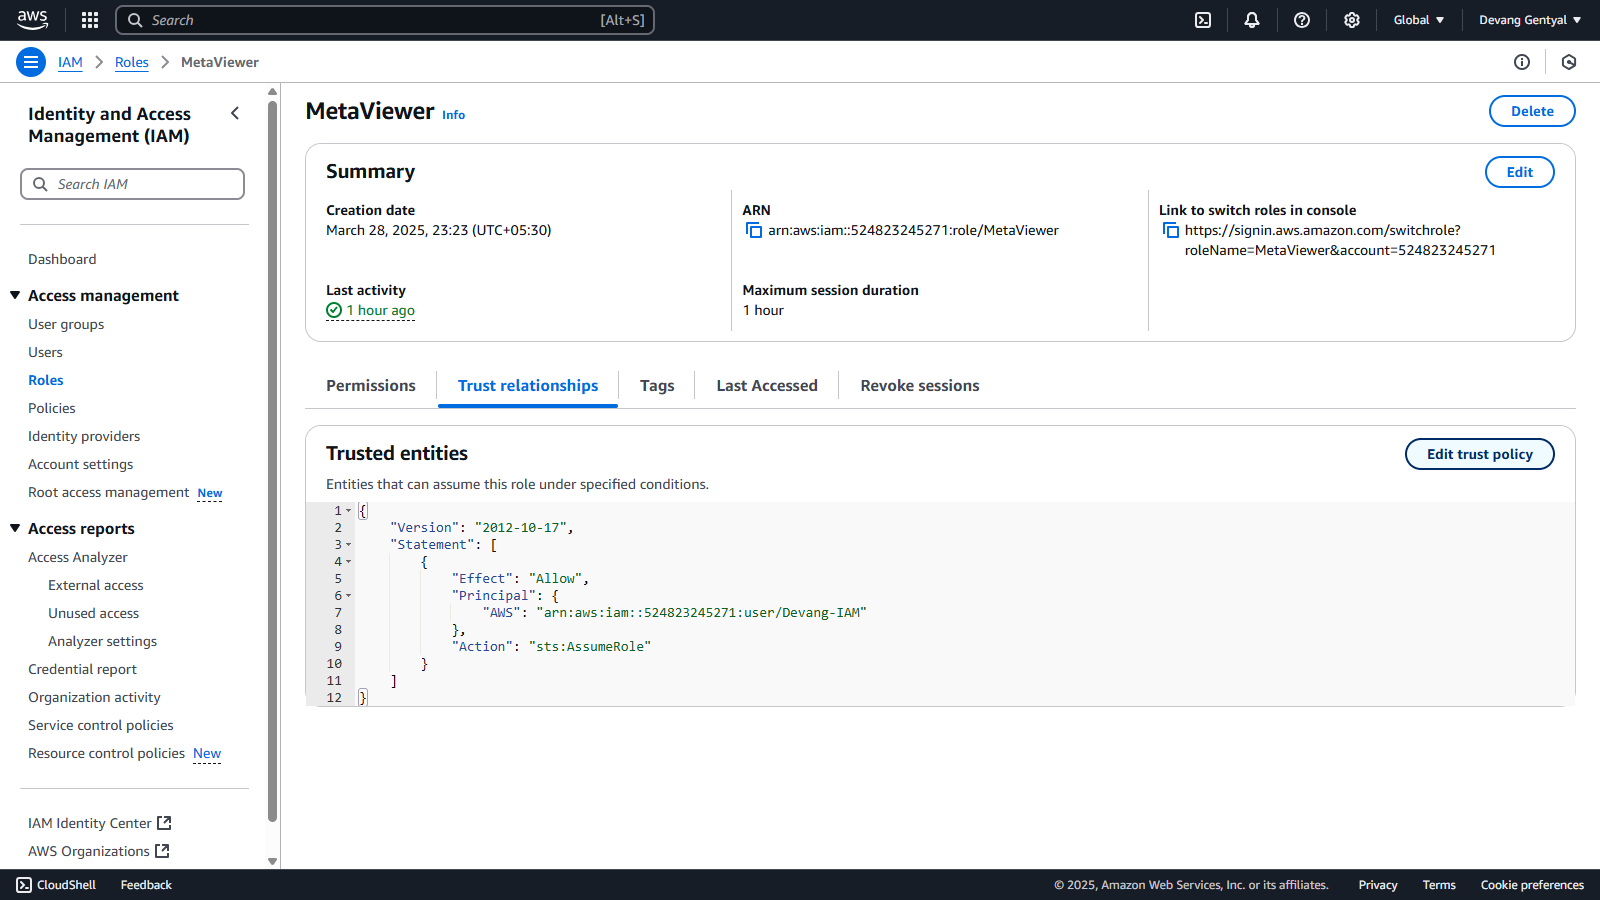 aws
Search [Alt+S]
Global
Devang Gentyal
IAM
Roles
MetaViewer
Identity and Access
Management (IAM)
Search IAM
Dashboard
Access management
User groups
Users
Roles
Policies
Identity providers
Account settings
Root access management New
Access reports
Access Analyzer
External access
Unused access
Analyzer settings
Credential report
Organization activity
Service control policies
Resource control policies New
IAM Identity Center
AWS Organizations
MetaViewer Info
Delete
Summary
Edit
Creation date
March 28, 2025, 23:23 (UTC+05:30)
ARN
arn:aws:iam::524823245271:role/MetaViewer
Link to switch roles in console
https://signin.aws.amazon.com/switchrole?
roleName=MetaViewer&account=524823245271
Last activity
1 hour ago
Maximum session duration
1 hour
Permissions
Trust relationships
Tags
Last Accessed
Revoke sessions
Trusted entities
Edit trust policy
Entities that can assume this role under specified conditions.
1 {
2 "Version": "2012-10-17",
3 "Statement": [
4 {
5 "Effect": "Allow",
6 "Principal": {
7 "AWS": "arn:aws:iam::524823245271:user/Devang-IAM"
8 },
9 "Action": "sts:AssumeRole"
10 }
11 ]
12 }
CloudShell
Feedback
© 2025, Amazon Web Services, Inc. or its affiliates.
Privacy
Terms
Cookie preferences